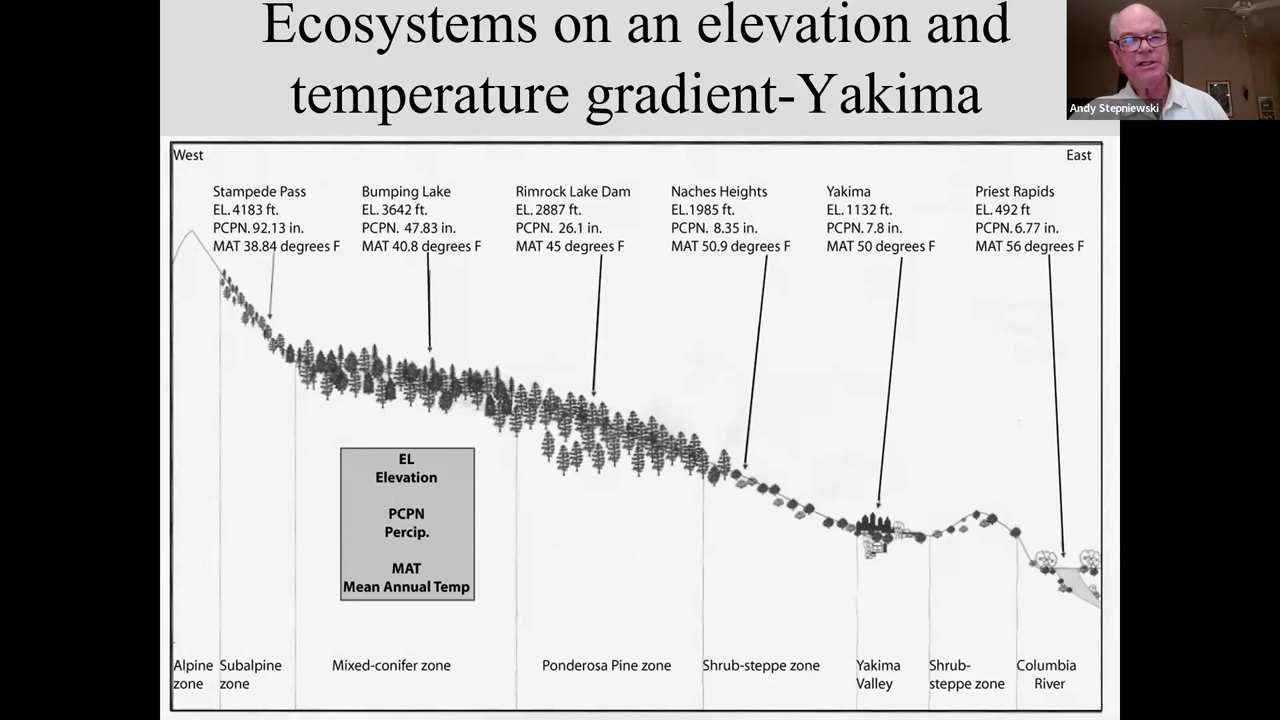 Ecosystems on an elevation and
temperature gradient-Yakima
Andy Stepniewski
West
East
Stampede Pass
EL. 4183 ft.
PCPN. 92.13 in.
MAT 38.84 degrees F
Bumping Lake
EL. 3642 ft.
PCPN. 47.83 in.
MAT 40.8 degrees F
Rimrock Lake Dam
EL. 2887 ft
PCPN. 26.1 in.
MAT 45 degrees F
Naches Heights
EL.1985 ft.
PCPN. 8.35 in.
MAT 50.9 degrees F
Yakima
EL. 1132 ft.
PCPN. 7.8 in.
MAT 50 degrees F
Priest Rapids
EL. 492 ft
PCPN. 6.77 in.
MAT 56 degrees F
EL
Elevation
PCPN
Percip.
MAT
Mean Annual Temp
Alpine
zone
Subalpine
zone
Mixed-conifer zone
Ponderosa Pine zone
Shrub-steppe zone
Yakima
Valley
Shrub-
steppe zone
Columbia
River